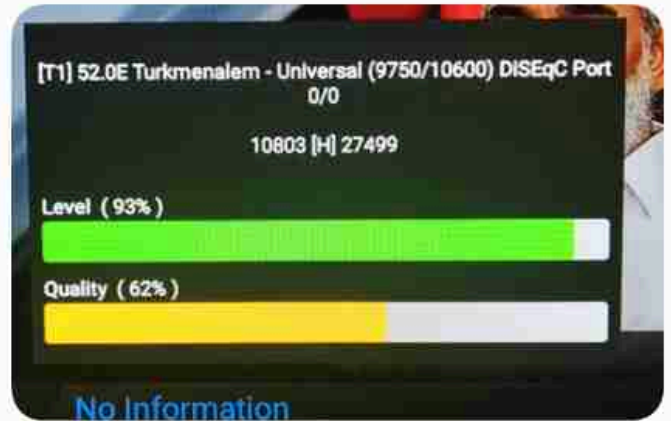 [T1] 52.0E Turkmenalem - Universal (9750/10600) DiSEqC Port
0/0
10803 [H] 27499
Level ( 93% )
Quality ( 62% )
No Information